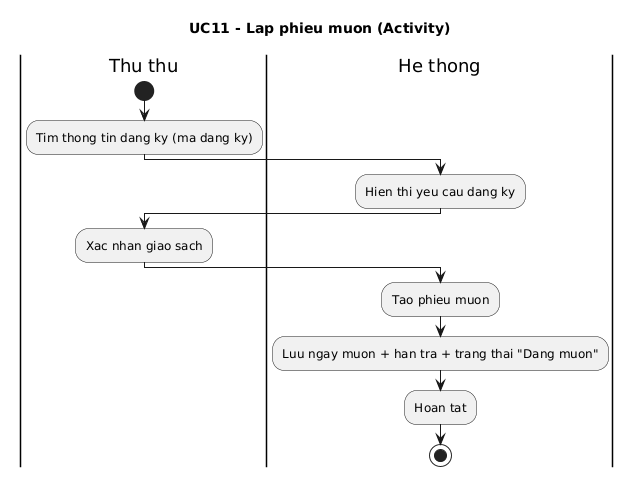 UC11 - Lap phieu muon (Activity)
Thu thu
He thong
Tim thong tin dang ky (ma dang ky)
Hien thi yeu cau dang ky
Xac nhan giao sach
Tao phieu muon
Luu ngay muon + han tra + trang thai "Dang muon"
Hoan tat